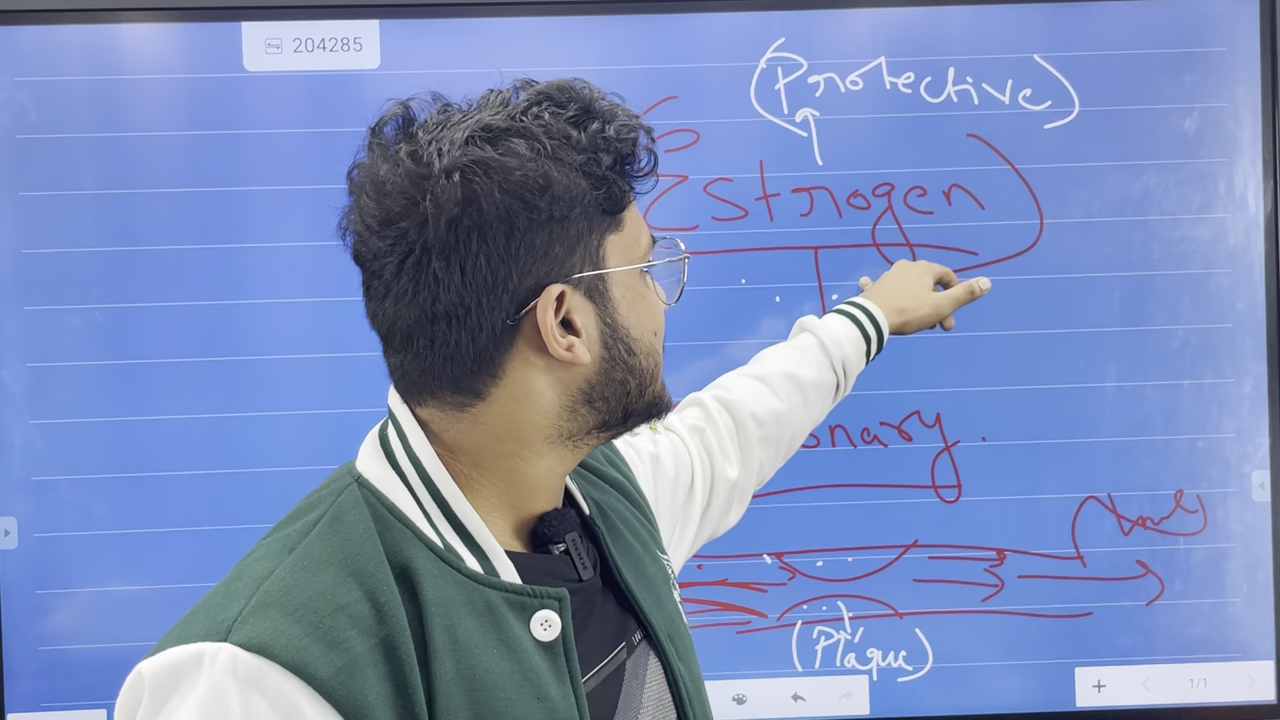 204285
(Protective)
Estrogen)
onary.
(Plaque)
1/1